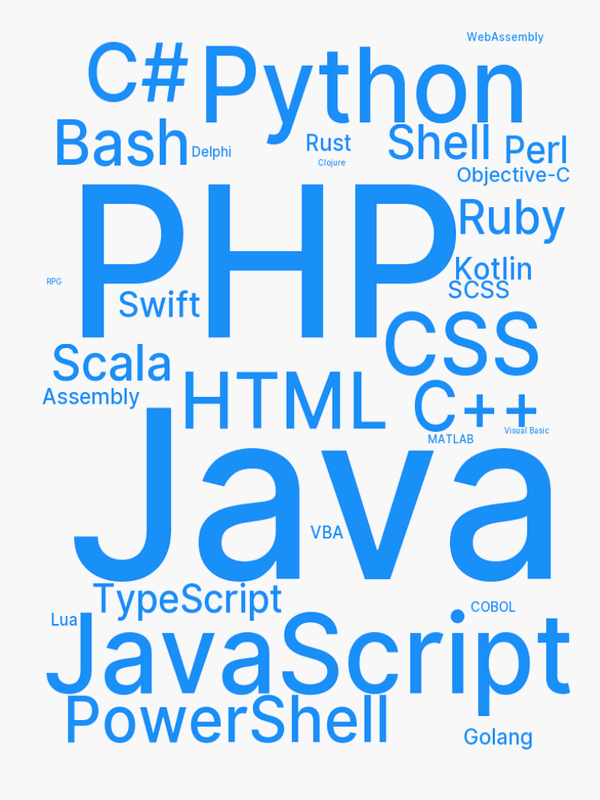 WebAssembly
C#
Python
Bash
Delphi
Rust
Clojure
Shell
Perl
Objective-C
PHP
Ruby
Kotlin
RPG
SCSS
Swift
CSS
Scala
HTML
C++
Assembly
Visual Basic
MATLAB
Java
VBA
TypeScript
COBOL
Lua
JavaScript
PowerShell
Golang